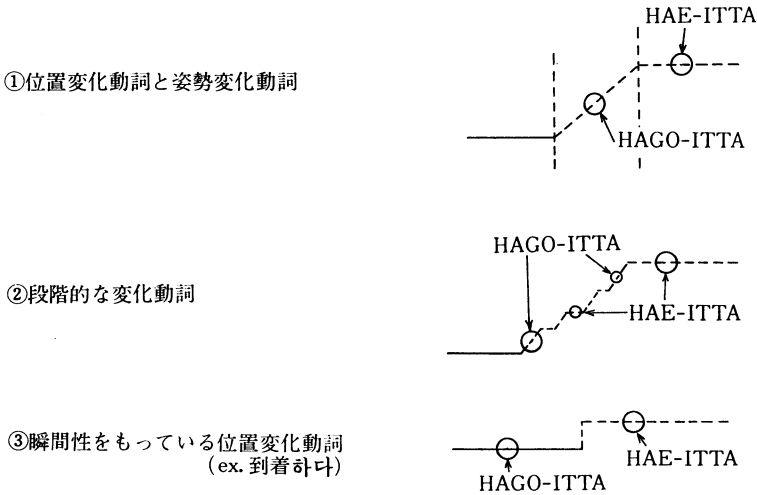 HAE-ITTA
①位置変化動詞と姿勢変化動詞
HAGO-ITTA
HAGO-ITTA
②段階的な変化動詞
HAE-ITTA
③瞬間性をもっている位置変化動詞
(ex. 到着하다)
HAE-ITTA
HAGO-ITTA